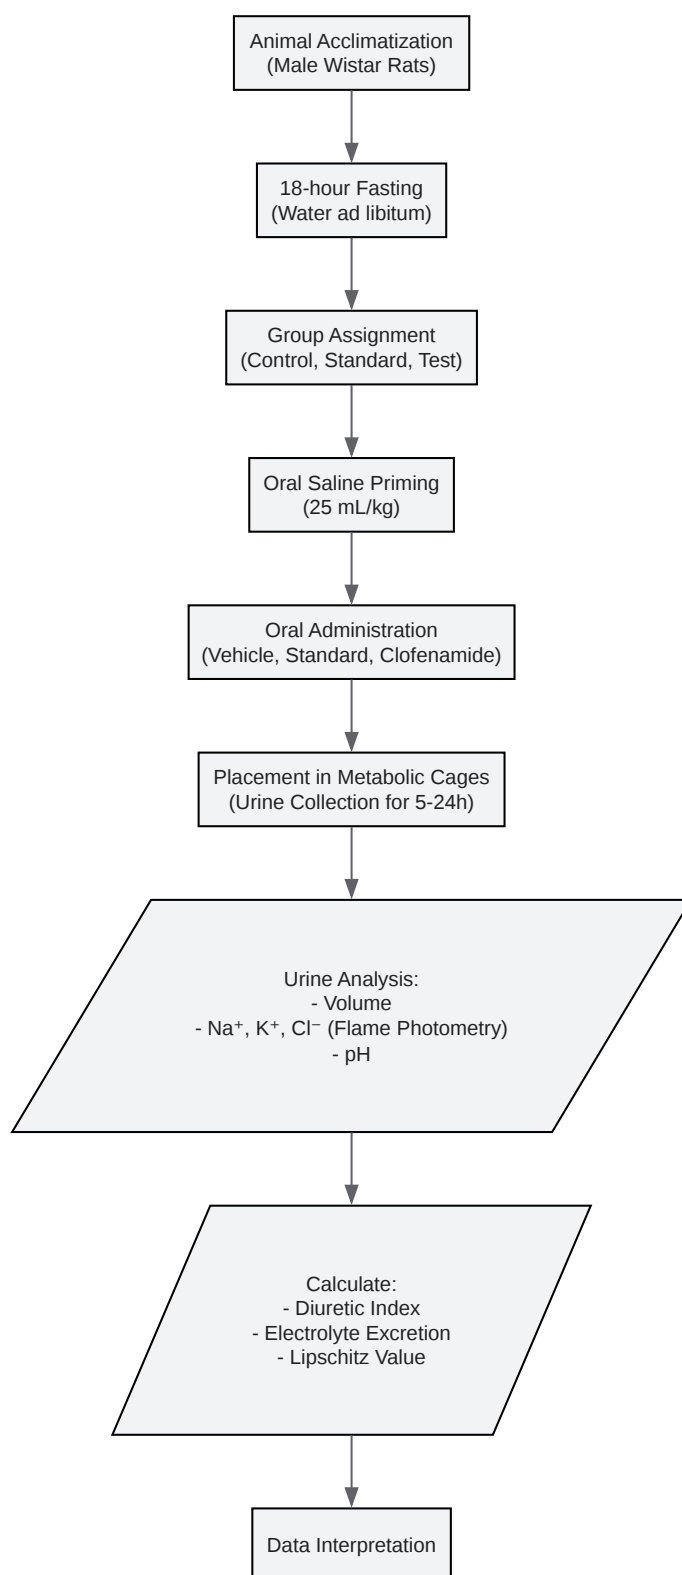 Animal Acclimatization
(Male Wistar Rats)
18-hour Fasting
(Water ad libitum)
Group Assignment
(Control, Standard, Test)
Oral Saline Priming
(25 mL/kg)
Oral Administration
(Vehicle, Standard, Clofenamide)
Placement in Metabolic Cages
(Urine Collection for 5-24h)
Urine Analysis:
- Volume
- Na⁺, K⁺, Cl⁻ (Flame Photometry)
- pH
Calculate:
- Diuretic Index
- Electrolyte Excretion
- Lipschitz Value
Data Interpretation